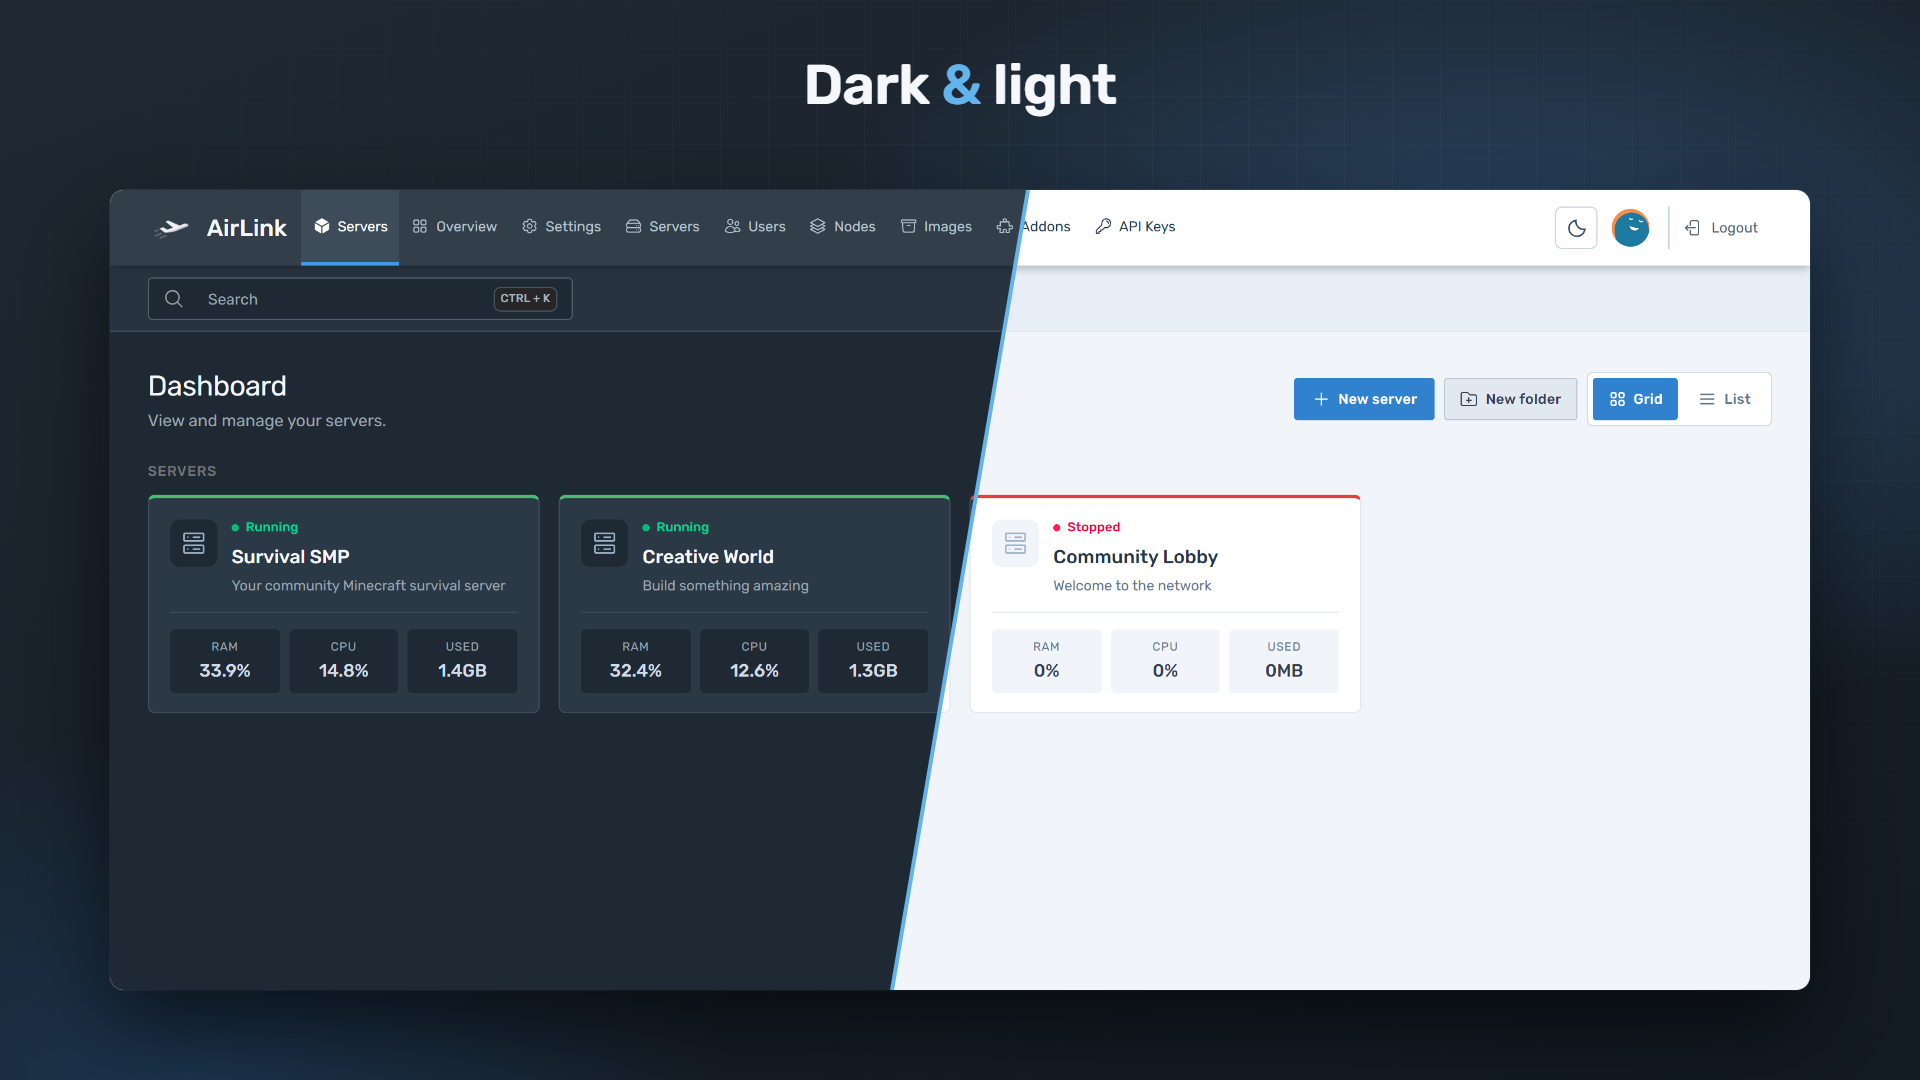 Dark & light
AirLink Servers Overview Settings Servers Users Nodes Images Addons API Keys Logout
Search CTRL + K
Dashboard
View and manage your servers.
New server New folder Grid List
SERVERS
Running
Survival SMP
Your community Minecraft survival server
RAM CPU USED
33.9% 14.8% 1.4GB
Running
Creative World
Build something amazing
RAM CPU USED
32.4% 12.6% 1.3GB
Stopped
Community Lobby
Welcome to the network
RAM CPU USED
0% 0% 0MB